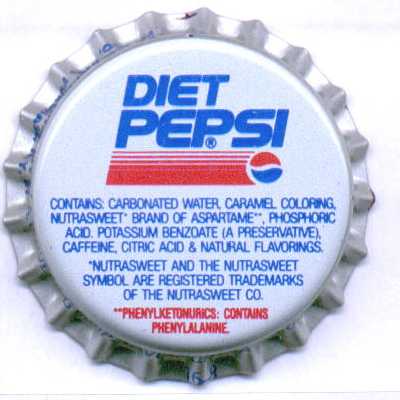 DIET
PEPSI®
CONTAINS: CARBONATED WATER, CARAMEL COLORING,
NUTRASWEET* BRAND OF ASPARTAME**, PHOSPHORIC
ACID. POTASSIUM BENZOATE (A PRESERVATIVE),
CAFFEINE, CITRIC ACID & NATURAL FLAVORINGS.
*NUTRASWEET AND THE NUTRASWEET
SYMBOL ARE REGISTERED TRADEMARKS
OF THE NUTRASWEET CO.
**PHENYLKETONURICS: CONTAINS
PHENYLALANINE.